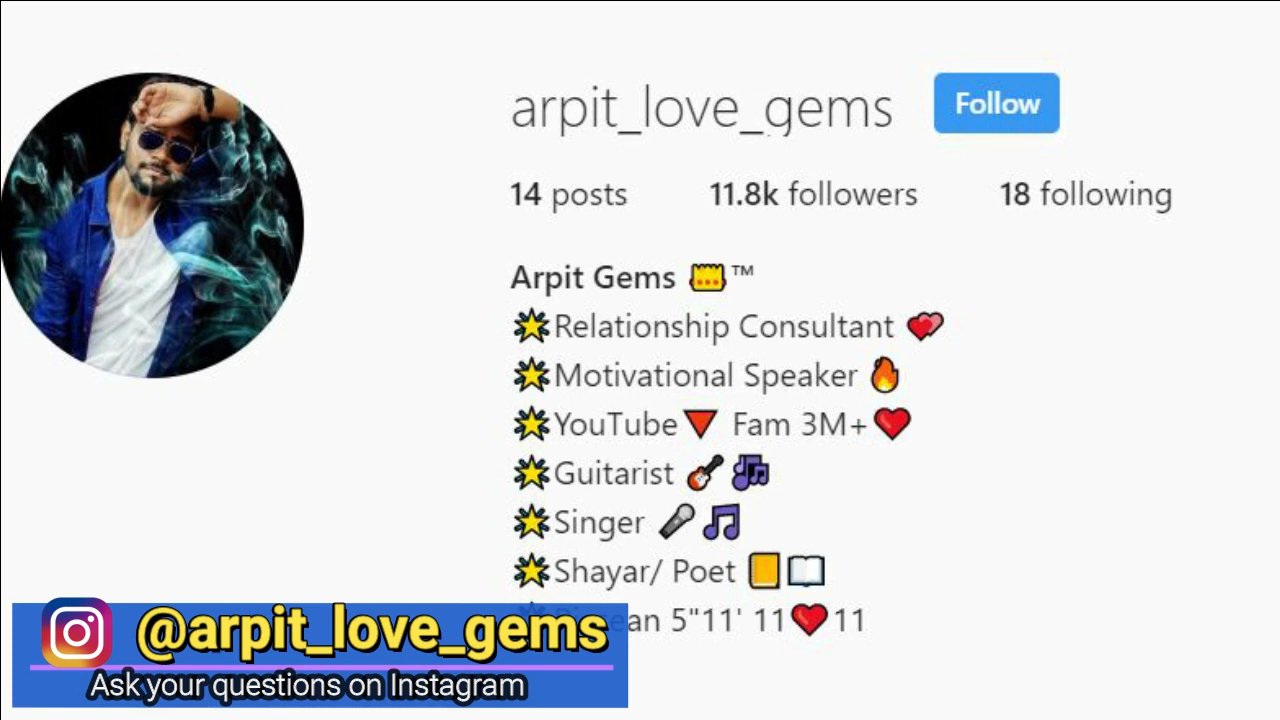 arpit_love_gems Follow
14 posts 11.8k followers 18 following
Arpit Gems ™
Relationship Consultant
Motivational Speaker
YouTube Fam 3M+
Guitarist
Singer
Shayar/ Poet
5"11' 11❤️11
@arpit_love_gems
Ask your questions on Instagram